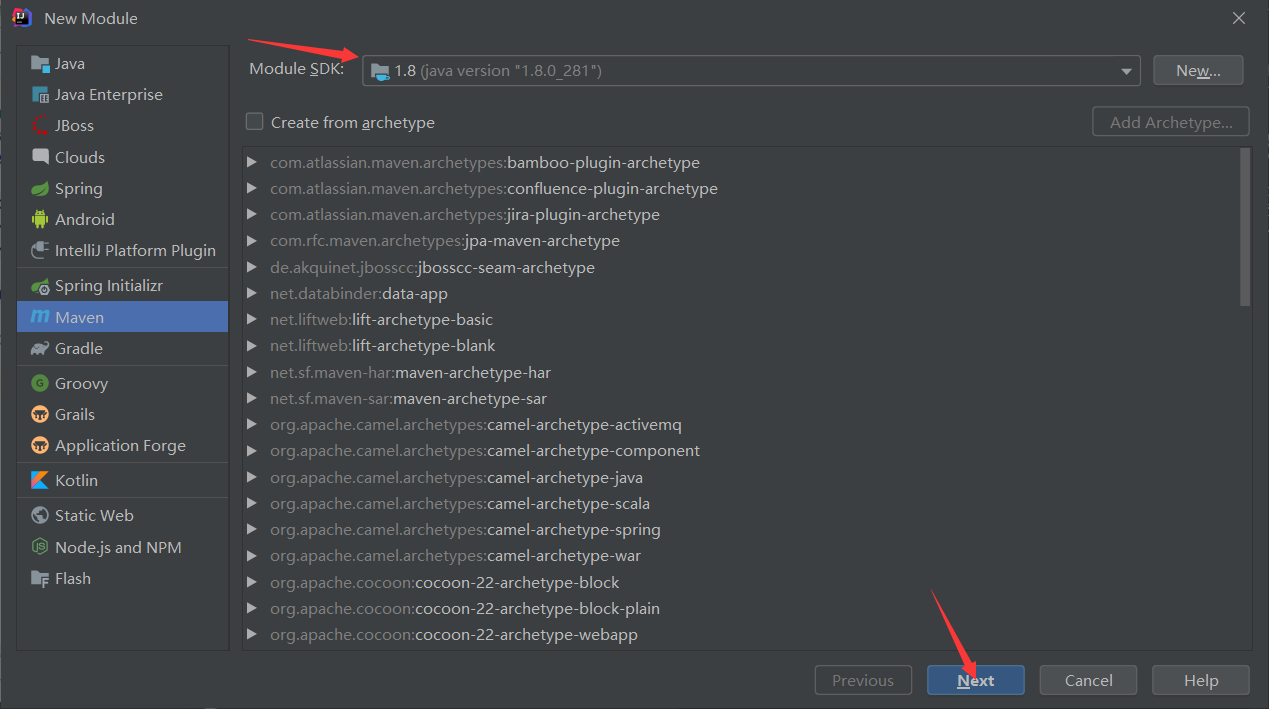 New Module
Java
Java Enterprise
JBoss
Clouds
Spring
Android
IntelliJ Platform Plugin
Spring Initializr
Maven
Gradle
Groovy
Grails
Application Forge
Kotlin
Static Web
Node.js and NPM
Flash
Module SDK: 1.8 (java version "1.8.0_281") New...
Create from archetype Add Archetype...
com.atlassian.maven.archetypes:bamboo-plugin-archetype
com.atlassian.maven.archetypes:confluence-plugin-archetype
com.atlassian.maven.archetypes:jira-plugin-archetype
com.rfc.maven.archetypes:jpa-maven-archetype
de.akquinet.jbosscc:jbosscc-seam-archetype
net.databinder:data-app
net.liftweb:lift-archetype-basic
net.liftweb:lift-archetype-blank
net.sf.maven-har:maven-archetype-har
net.sf.maven-sar:maven-archetype-sar
org.apache.camel.archetypes:camel-archetype-activemq
org.apache.camel.archetypes:camel-archetype-component
org.apache.camel.archetypes:camel-archetype-java
org.apache.camel.archetypes:camel-archetype-scala
org.apache.camel.archetypes:camel-archetype-spring
org.apache.camel.archetypes:camel-archetype-war
org.apache.cocoon:cocoon-22-archetype-block
org.apache.cocoon:cocoon-22-archetype-block-plain
org.apache.cocoon:cocoon-22-archetype-webapp
Previous Next Cancel Help